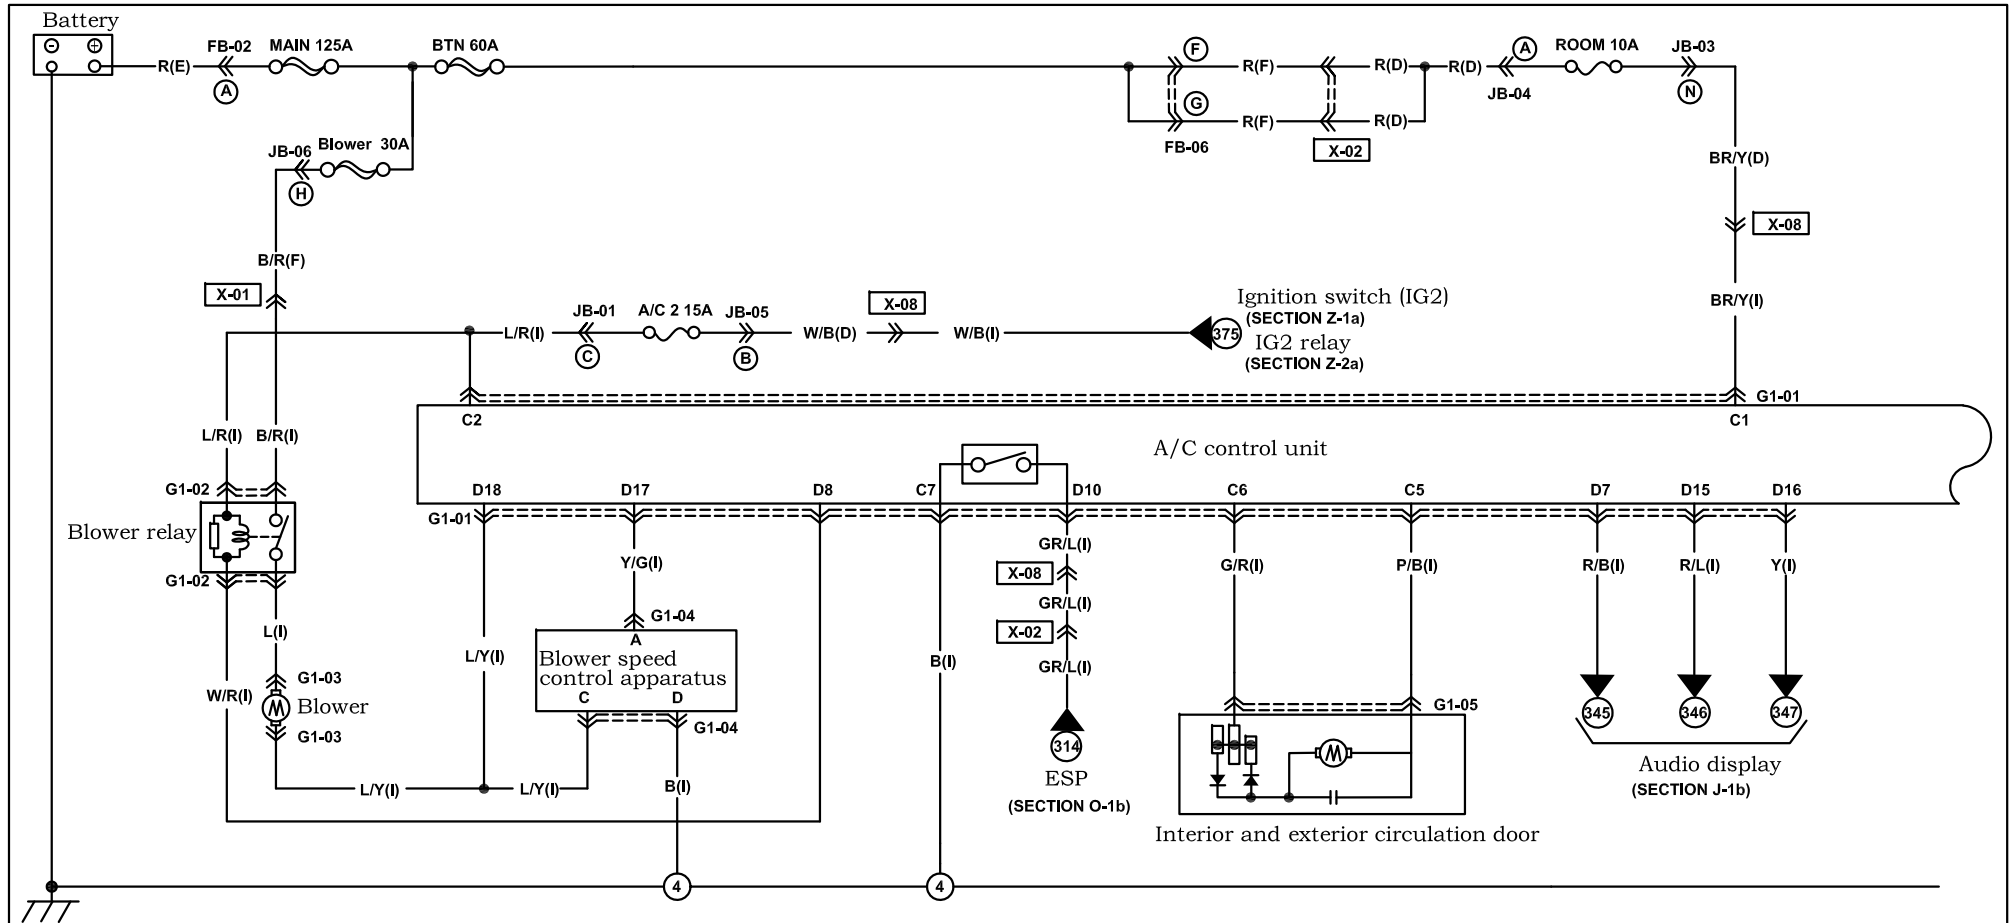 Battery
FB-02 MAIN 125A BTN 60A
R(E)
A
F R(F) R(D) R(D)
A ROOM 10A JB-03
JB-04 N
G R(F) R(D)
FB-06 X-02
JB-06 Blower 30A
H
BR/Y(D)
X-08
B/R(F)
X-01
BR/Y(I)
L/R(I) JB-01 A/C 2 15A JB-05 W/B(D) X-08 W/B(I)
C B
375
Ignition switch (IG2)
(SECTION Z-1a)
IG2 relay
(SECTION Z-2a)
G1-01
C2 C1
L/R(I) B/R(I)
A/C control unit
G1-02
D18 D17 D8 C7 D10 C6 C5 D7 D15 D16
G1-01
Blower relay
G1-02
Y/G(I) GR/L(I) G/R(I) P/B(I) R/B(I) R/L(I) Y(I)
X-08
GR/L(I)
G1-04
X-02
L(I)
A
Blower speed
control apparatus
C D
G1-04
L/Y(I) B(I) GR/L(I)
G1-03
W/R(I)
M Blower
G1-03
G1-05
345 346 347
314
ESP
(SECTION O-1b)
M
Audio display
(SECTION J-1b)
L/Y(I) L/Y(I) B(I)
Interior and exterior circulation door
4 4